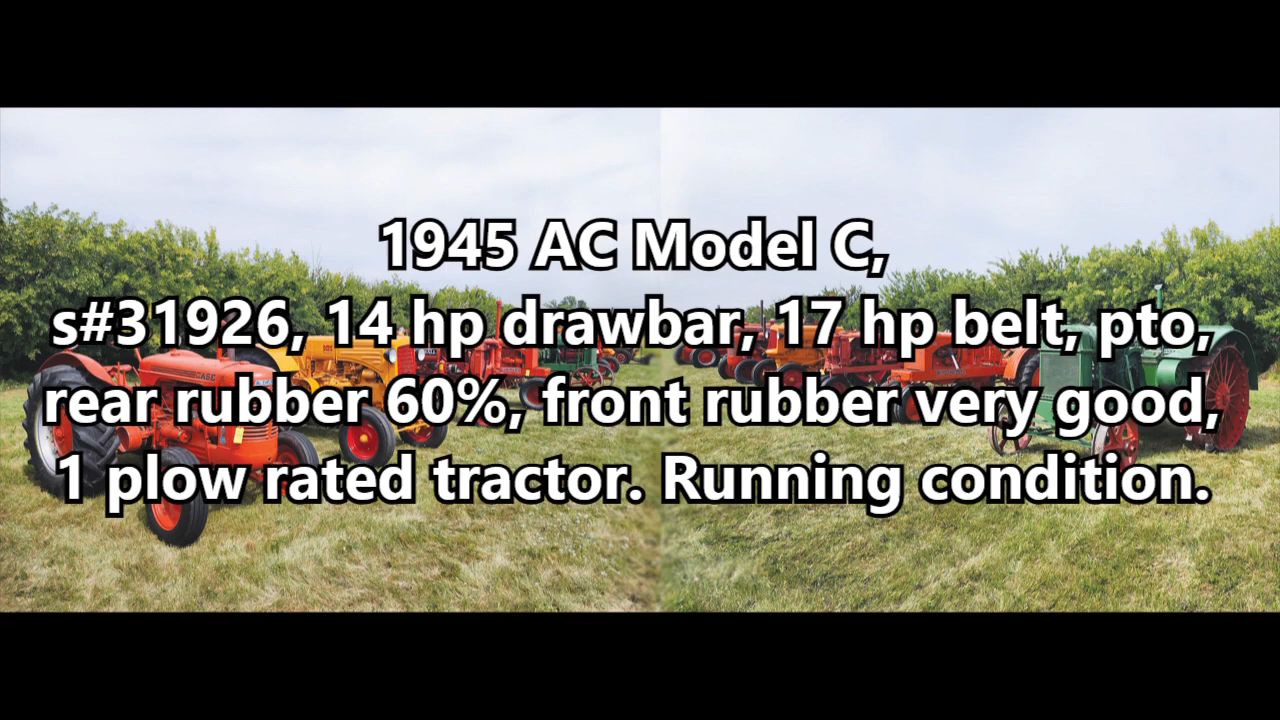 1945 AC Model C,
s#31926, 14 hp drawbar, 17 hp belt, pto,
rear rubber 60%, front rubber very good,
1 plow rated tractor. Running condition.
CASE